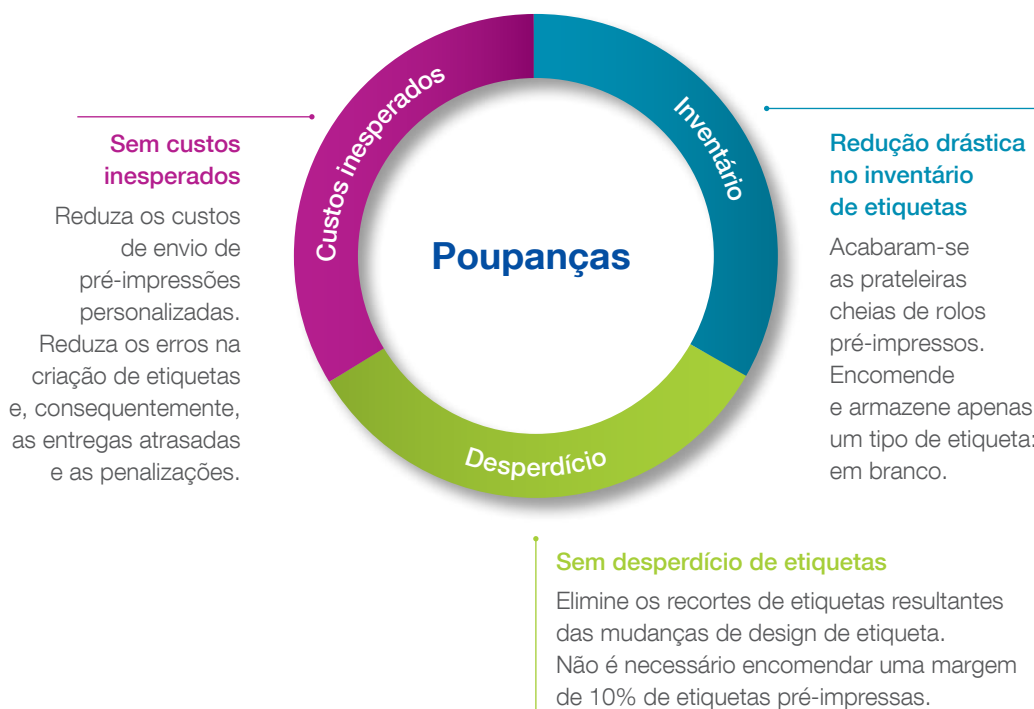 Custos inesperados
Inventário
Desperdício
Poupanças
Sem custos
inesperados
Reduza os custos
de envio de
pré-impressões
personalizadas.
Reduza os erros na
criação de etiquetas
e, consequentemente,
as entregas atrasadas
e as penalizações.
Redução drástica
no inventário
de etiquetas
Acabaram-se
as prateleiras
cheias de rolos
pré-impressos.
Encomende
e armazene apenas
um tipo de etiqueta:
em branco.
Sem desperdício de etiquetas
Elimine os recortes de etiquetas resultantes
das mudanças de design de etiqueta.
Não é necessário encomendar uma margem
de 10% de etiquetas pré-impressas.